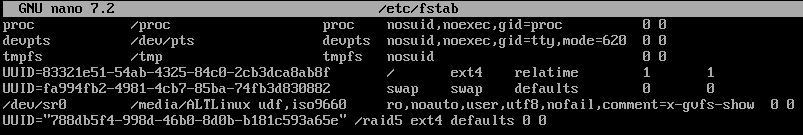 GNU nano 7.2 /etc/fstab
proc /proc proc nosuid,noexec,gid=proc 0 0
devpts /dev/pts devpts nosuid,noexec,gid=tty,mode=620 0 0
tmpfs /tmp tmpfs nosuid 0 0
UUID=83321e51-54ab-4325-84c0-2cb3dca8ab8f / ext4 relatime 1 1
UUID=fa994fb2-4981-4cb7-85ba-74fb3d830882 swap swap defaults 0 0
/dev/sr0 /media/ALTLinux udf,iso9660 ro,noauto,user,utf8,nofail,comment=x-gvfs-show 0 0
UUID="788db5f4-998d-46b0-8d0b-b181c593a65e" /raid5 ext4 defaults 0 0